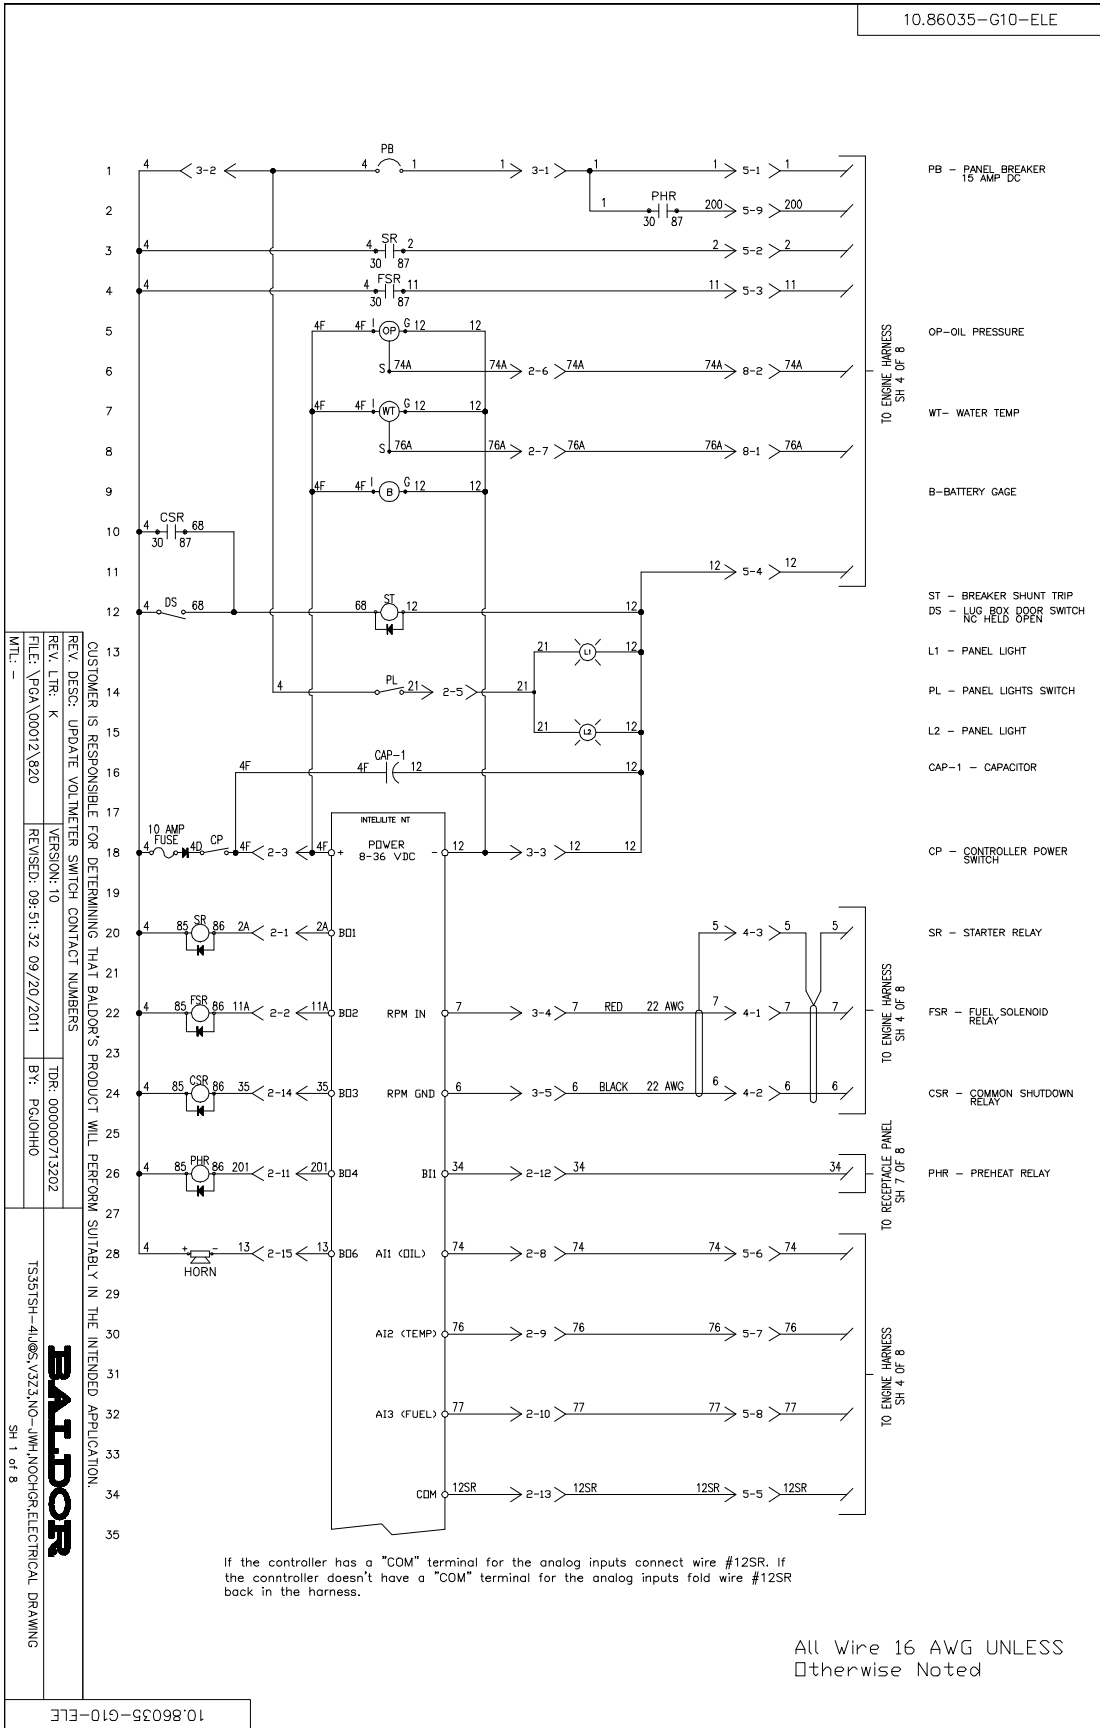 10.86035-G10-ELE
1 4 3-2 4 PB 1 1 3-1 1 1 5-1 1 PB - PANEL BREAKER
15 AMP DC
2 1 PHR 200 5-9 200
30 87
3 4 4 SR 2 2 5-2 2
30 87
4 4 4 FSR 11 11 5-3 11
30 87
5 4F 4F I OP G 12 12 OP-OIL PRESSURE
6 S 74A 74A 2-6 74A 74A 8-2 74A
TO ENGINE HARNESS
SH 4 OF 8
7 4F 4F I WT G 12 12 WT- WATER TEMP
8 S 76A 76A 2-7 76A 76A 8-1 76A
9 4F 4F I B G 12 12 B-BATTERY GAGE
10 4 CSR 68
30 87
11 12 5-4 12
ST - BREAKER SHUNT TRIP
12 4 DS 68 68 ST 12 12 DS - LUG BOX DOOR SWITCH
NC HELD OPEN
13 21 L1 12 L1 - PANEL LIGHT
14 4 PL 21 2-5 21 PL - PANEL LIGHTS SWITCH
15 21 L2 12 L2 - PANEL LIGHT
16 4F 4F CAP-1 12 12 CAP-1 - CAPACITOR
17 INTELILITE NT
10 AMP
FUSE
18 4 4D CP 4F 2-3 4F + POWER - 12 3-3 12 12 CP - CONTROLLER POWER
8-36 VDC
SWITCH
19
20 4 85 SR 86 2A 2-1 2A BO1 5 4-3 5 5 SR - STARTER RELAY
21
22 4 85 FSR 86 11A 2-2 11A BO2 RPM IN 7 3-4 7 RED 22 AWG 7 4-1 7 7 FSR - FUEL SOLENOID
RELAY
TO ENGINE HARNESS
SH 4 OF 8
23
24 4 85 CSR 86 35 2-14 35 BO3 RPM GND 6 3-5 6 BLACK 22 AWG 6 4-2 6 6 CSR - COMMON SHUTDOWN
RELAY
25
26 4 85 PHR 86 201 2-11 201 BO4 BI1 34 2-12 34 34 PHR - PREHEAT RELAY
TO RECEPTACLE PANEL
SH 7 OF 8
27
28 4 + - 13 2-15 13 BO6 AI1 (OIL) 74 2-8 74 74 5-6 74
HORN
29
30 AI2 (TEMP) 76 2-9 76 76 5-7 76
31
TO ENGINE HARNESS
SH 4 OF 8
32 AI3 (FUEL) 77 2-10 77 77 5-8 77
33
34 COM 12SR 2-13 12SR 12SR 5-5 12SR
35
If the controller has a "COM" terminal for the analog inputs connect wire #12SR. If
the conntroller doesn't have a "COM" terminal for the analog inputs fold wire #12SR
back in the harness.
All Wire 16 AWG UNLESS
Otherwise Noted
CUSTOMER IS RESPONSIBLE FOR DETERMINING THAT BALDOR'S PRODUCT WILL PERFORM SUITABLY IN THE INTENDED APPLICATION.
REV. DESC: UPDATE VOLTMETER SWITCH CONTACT NUMBERS
REV. LTR: K VERSION: 10 TDR: 000000713202
FILE: \PGA\00012\820 REVISED: 09:51:32 09/20/2011 BY: PGJOHHO
MTL: -
BALDOR
TS35TSH-4IJ@S,V3Z3,NO-JWH,NOCHGR,ELECTRICAL DRAWING
SH 1 of 8
10.86035-G10-ELE